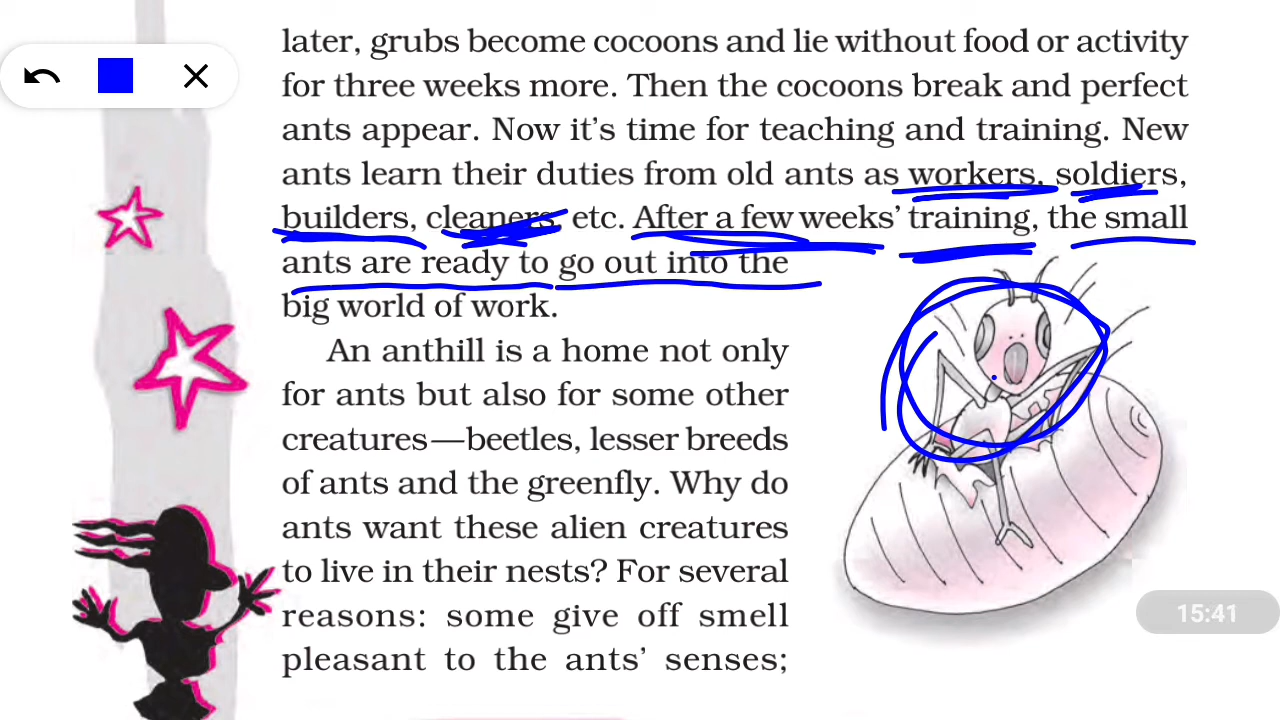 later, grubs become cocoons and lie without food or activity
for three weeks more. Then the cocoons break and perfect
ants appear. Now it's time for teaching and training. New
ants learn their duties from old ants as workers, soldiers,
builders, cleaners, etc. After a few weeks' training, the small
ants are ready to go out into the
big world of work.
An anthill is a home not only
for ants but also for some other
creatures—beetles, lesser breeds
of ants and the greenfly. Why do
ants want these alien creatures
to live in their nests? For several
reasons: some give off smell
pleasant to the ants' senses;
15:41